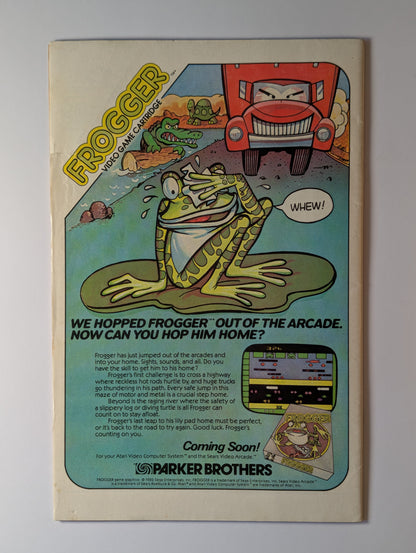 FROGGER™
VIDEO GAME CARTRIDGE
WHEW!
WE HOPPED FROGGER™ OUT OF THE ARCADE.
NOW CAN YOU HOP HIM HOME?
Frogger has just jumped out of the arcades and
into your home. Sights, sounds, and all. Do you
have the skill to get him to his home?
Frogger's first challenge is to cross a highway
where reckless hot rods hurtle by, and huge trucks
go thundering in his path. Every safe jump in this
maze of motor and metal is a crucial step home.
Beyond is the raging river where the safety of
a slippery log or diving turtle is all Frogger can
count on to stay afloat.
Frogger's last leap to his lily pad home must be perfect,
or it's back to the road to try again. Good luck. Frogger's
counting on you.
Coming Soon!
For your Atari Video Computer System™ and the Sears Video Arcade.™
PARKER BROTHERS
FROGGER
FROGGER